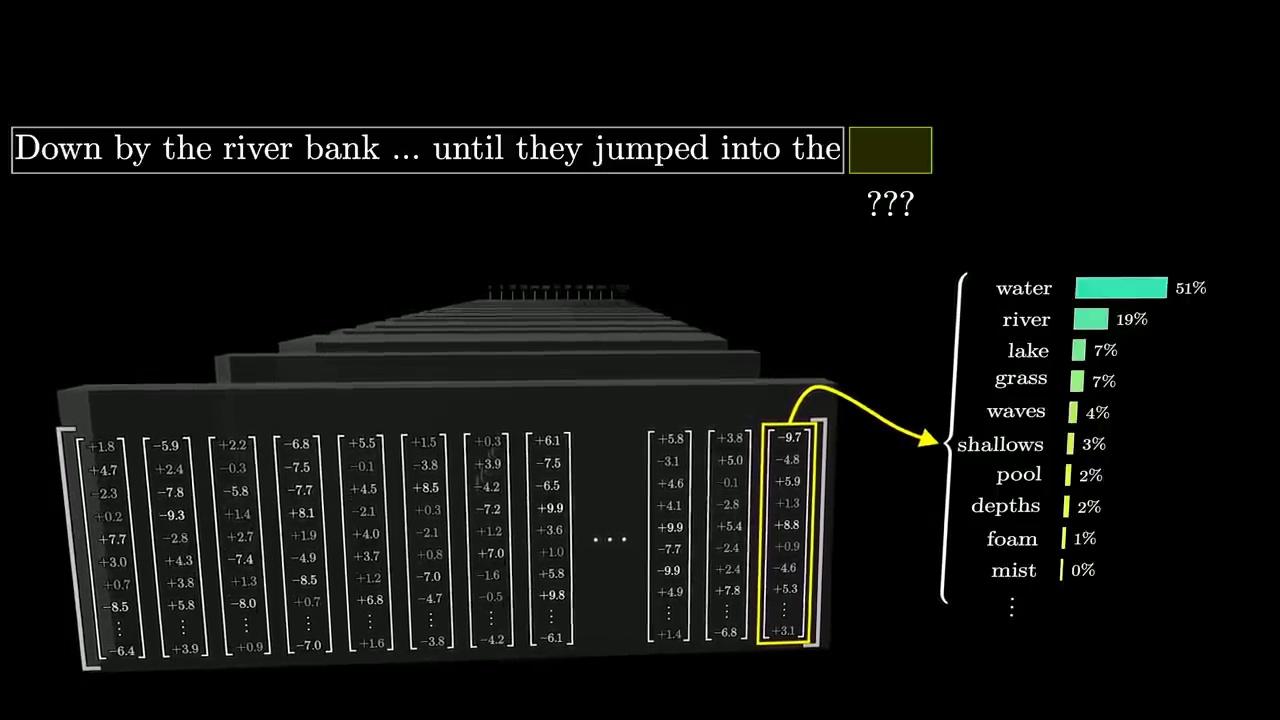 Down by the river bank ... until they jumped into the
???
water 51%
river 19%
lake 7%
grass 7%
waves 4%
shallows 3%
pool 2%
depths 2%
foam 1%
mist 0%
⋮
+1.8 −5.9 +2.2 −6.8 +5.5 +1.5 +0.3 +6.1 +5.8 +3.8 −9.7
+4.7 +2.4 −0.3 −7.5 −0.1 −3.8 +3.9 −7.5 −3.1 +5.0 −4.8
−2.3 −7.8 −5.8 −7.7 +4.5 +8.5 −4.2 −6.5 +4.6 −0.1 +5.9
+0.2 −9.3 +1.4 +8.1 −2.1 +0.3 −7.2 +9.9 +4.1 −2.8 +1.3
+7.7 −2.8 +2.7 +1.9 +4.0 −2.1 +1.2 +3.6 ... +9.9 +5.4 +8.8
+3.0 +4.3 −7.4 −4.9 +3.7 +0.8 +7.0 +1.0 −7.7 −2.4 +0.9
+0.7 +3.8 +1.3 −8.5 +1.2 −7.0 −1.6 +5.8 −9.9 +2.4 −4.6
−8.5 +5.8 −8.0 +0.7 +6.8 −4.7 −0.5 +9.8 +4.9 +7.8 +5.3
⋮ ⋮ ⋮ ⋮ ⋮ ⋮ ⋮ ⋮ ⋮ ⋮ ⋮
−6.4 +3.9 +0.9 −7.0 +1.6 −3.8 −4.2 −6.1 +1.4 −6.8 +3.1